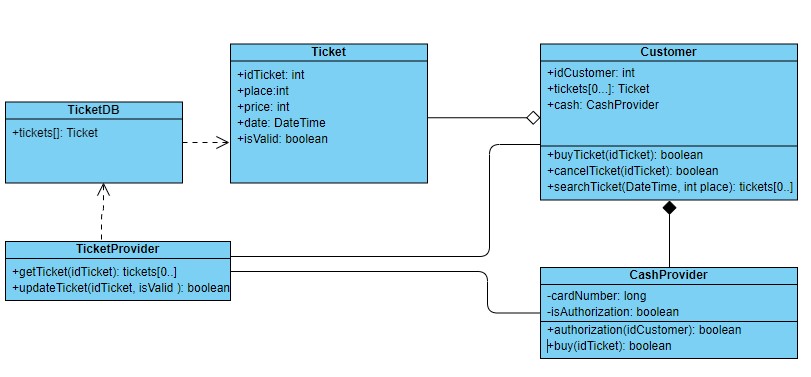 Ticket
+idTicket: int
+place:int
+price: int
+date: DateTime
+isValid: boolean
Customer
+idCustomer: int
+tickets[0...]: Ticket
+cash: CashProvider
+buyTicket(idTicket): boolean
+cancelTicket(idTicket): boolean
+searchTicket(DateTime, int place): tickets[0..]
TicketDB
+tickets[]: Ticket
TicketProvider
+getTicket(idTicket): tickets[0..]
+updateTicket(idTicket, isValid ): boolean
CashProvider
-cardNumber: long
-isAuthorization: boolean
+authorization(idCustomer): boolean
+buy(idTicket): boolean